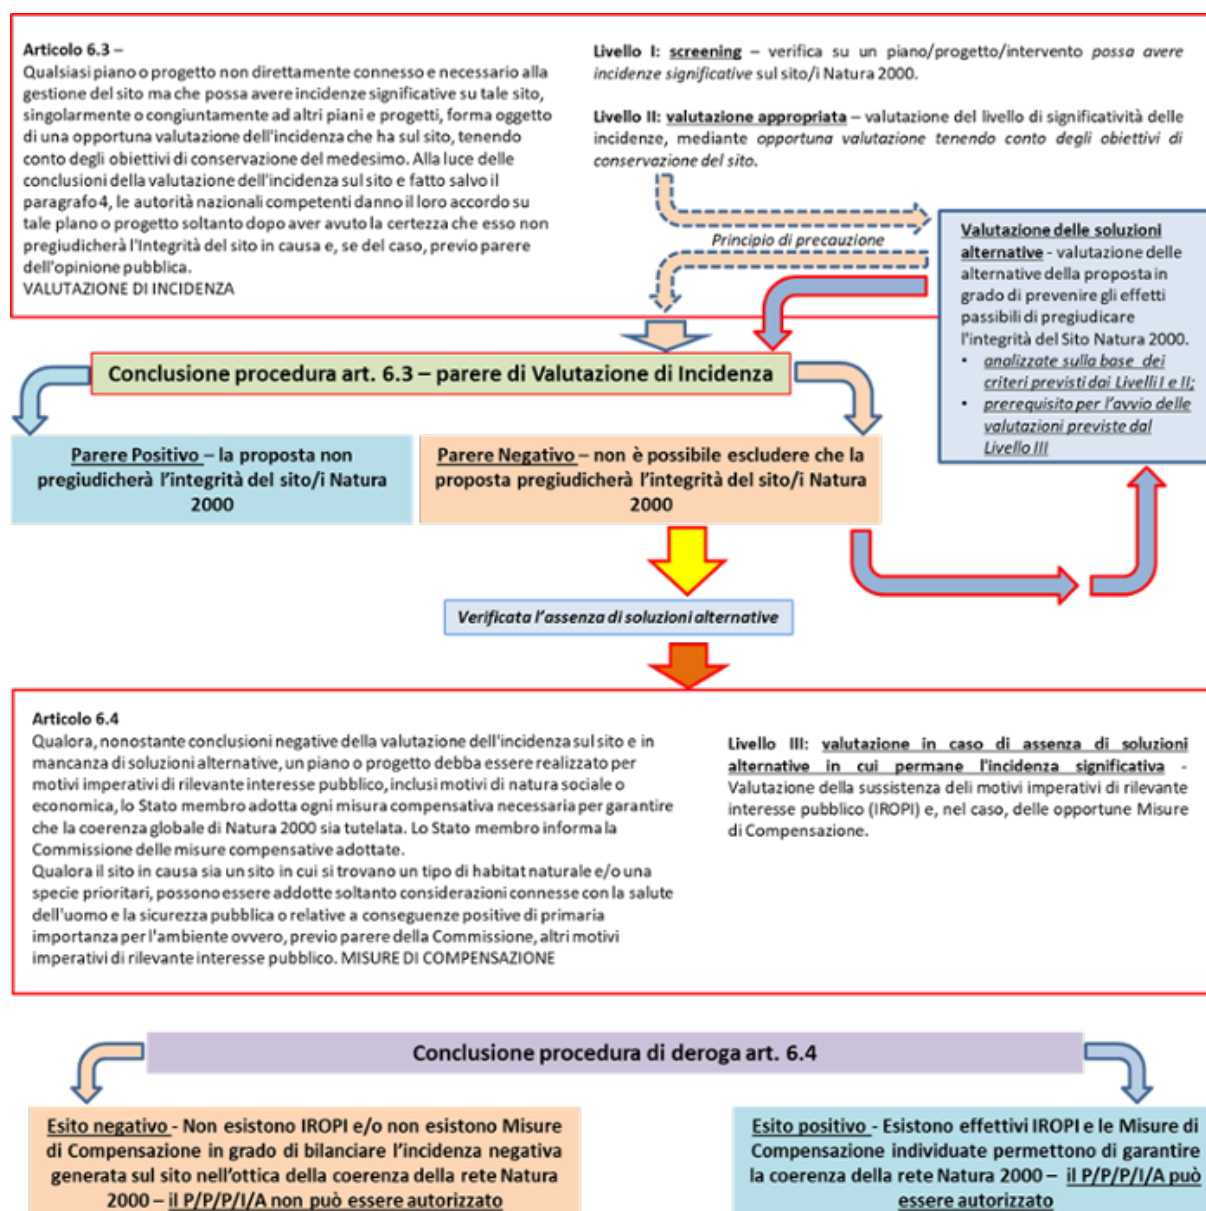 Articolo 6.3 –
Qualsiasi piano o progetto non direttamente connesso e necessario alla
gestione del sito ma che possa avere incidenze significative su tale sito,
singolarmente o congiuntamente ad altri piani e progetti, forma oggetto
di una opportuna valutazione dell'incidenza che ha sul sito, tenendo
conto degli obiettivi di conservazione del medesimo. Alla luce delle
conclusioni della valutazione dell'incidenza sul sito e fatto salvo il
paragrafo 4, le autorità nazionali competenti danno il loro accordo su
tale piano o progetto soltanto dopo aver avuto la certezza che esso non
pregiudicherà l'Integrità del sito in causa e, se del caso, previo parere
dell'opinione pubblica.
VALUTAZIONE DI INCIDENZA
Livello I: screening – verifica su un piano/progetto/intervento possa avere
incidenze significative sul sito/i Natura 2000.
Livello II: valutazione appropriata – valutazione del livello di significatività delle
incidenze, mediante opportuna valutazione tenendo conto degli obiettivi di
conservazione del sito.
Principio di precauzione
Valutazione delle soluzioni
alternative - valutazione delle
alternative della proposta in
grado di prevenire gli effetti
passibili di pregiudicare
l'integrità del Sito Natura 2000.
• analizzate sulla base dei
criteri previsti dai Livelli I e II;
• prerequisito per l'avvio delle
valutazioni previste dal
Livello III
Conclusione procedura art. 6.3 – parere di Valutazione di Incidenza
Parere Positivo – la proposta non
pregiudicherà l'integrità del sito/i Natura
2000
Parere Negativo – non è possibile escludere che la
proposta pregiudicherà l'integrità del sito/i Natura
2000
Verificata l'assenza di soluzioni alternative
Articolo 6.4
Qualora, nonostante conclusioni negative della valutazione dell'incidenza sul sito e in
mancanza di soluzioni alternative, un piano o progetto debba essere realizzato per
motivi imperativi di rilevante interesse pubblico, inclusi motivi di natura sociale o
economica, lo Stato membro adotta ogni misura compensativa necessaria per garantire
che la coerenza globale di Natura 2000 sia tutelata. Lo Stato membro informa la
Commissione delle misure compensative adottate.
Qualora il sito in causa sia un sito in cui si trovano un tipo di habitat naturale e/o una
specie prioritari, possono essere addotte soltanto considerazioni connesse con la salute
dell'uomo e la sicurezza pubblica o relative a conseguenze positive di primaria
importanza per l'ambiente ovvero, previo parere della Commissione, altri motivi
imperativi di rilevante interesse pubblico. MISURE DI COMPENSAZIONE
Livello III: valutazione in caso di assenza di soluzioni
alternative in cui permane l'incidenza significativa -
Valutazione della sussistenza deli motivi imperativi di rilevante
interesse pubblico (IROPI) e, nel caso, delle opportune Misure
di Compensazione.
Conclusione procedura di deroga art. 6.4
Esito negativo - Non esistono IROPI e/o non esistono Misure
di Compensazione in grado di bilanciare l'incidenza negativa
generata sul sito nell'ottica della coerenza della rete Natura
2000 – il P/P/P/I/A non può essere autorizzato
Esito positivo - Esistono effettivi IROPI e le Misure di
Compensazione individuate permettono di garantire
la coerenza della rete Natura 2000 – il P/P/P/I/A può
essere autorizzato